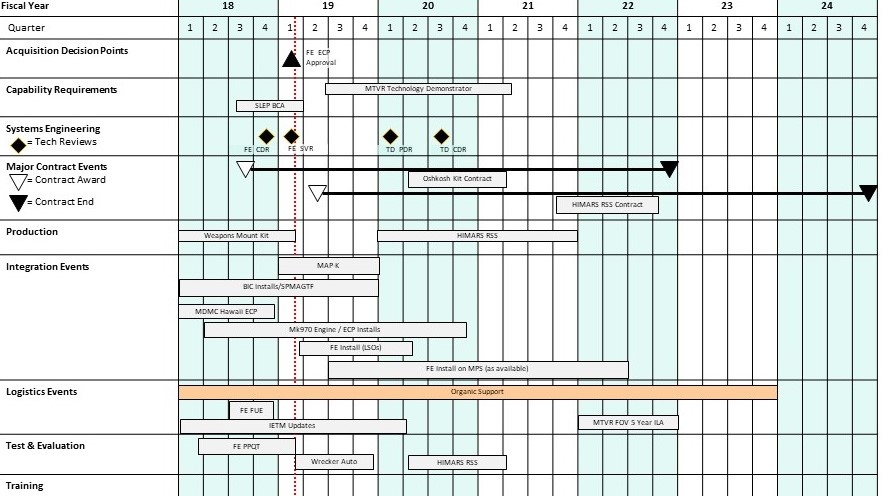 Fiscal Year 18 19 20 21 22 23 24
Quarter 1 2 3 4 1 2 3 4 1 2 3 4 1 2 3 4 1 2 3 4 1 2 3 4 1 2 3 4
Acquisition Decision Points
FE ECP
Approval
Capability Requirements
MTVR Technology Demonstrator
SLEP BCA
Systems Engineering
= Tech Reviews
FE CDR FE SVR TD PDR TD CDR
Major Contract Events
= Contract Award
Oshkosh Kit Contract
= Contract End
HIMARS RSS Contract
Production
Weapons Mount Kit HIMARS RSS
Integration Events
MAP-K
BIC Installs/SPMAGTF
MDMC Hawaii ECP
Mk970 Engine / ECP Installs
FE Install (LSOs)
FE Install on MPS (as available)
Logistics Events
Organic Support
FE FUE
IETM Updates
MTVR FOV 5 Year ILA
Test & Evaluation
FE PPQT
Wrecker Auto HIMARS RSS
Training